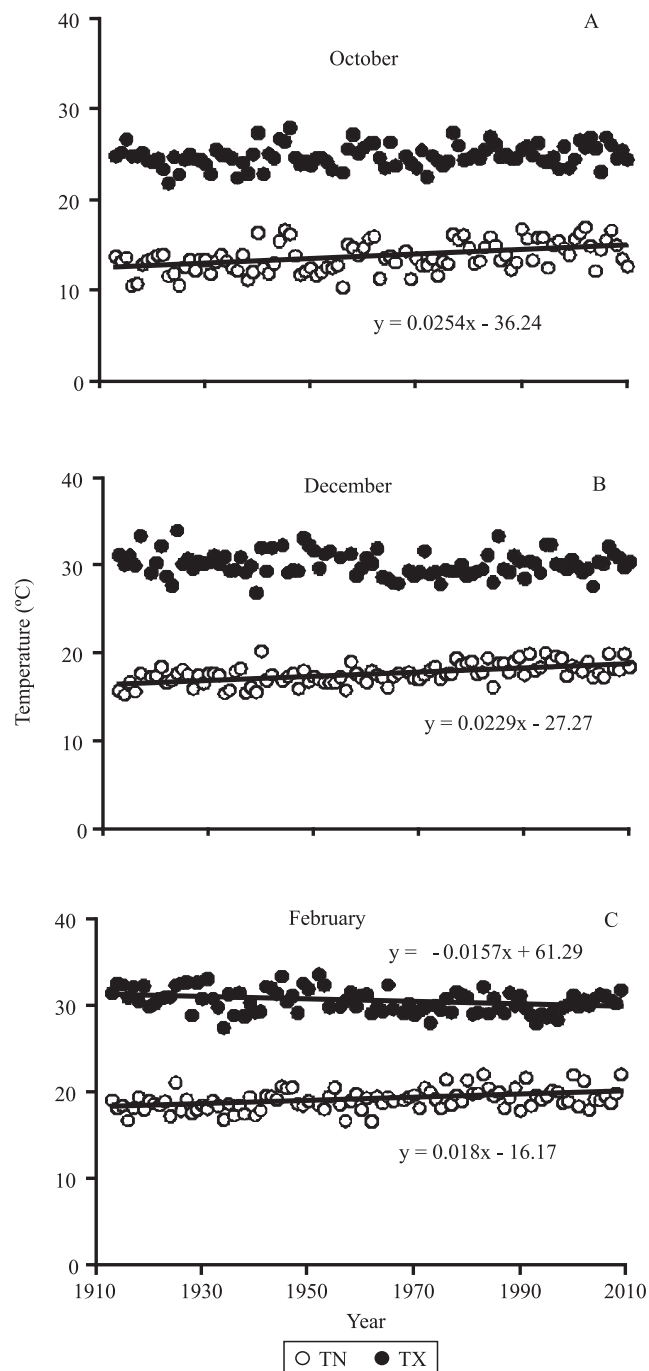 40
A
October
30
20
10
y = 0.0254x - 36.24
0
40
B
December
30
20
10
y = 0.0229x - 27.27
0
Temperature (ºC)
40
C
February
y = -0.0157x + 61.29
30
20
y = 0.018x - 16.17
10
0
1910 1930 1950 1970 1990 2010
Year
TN TX